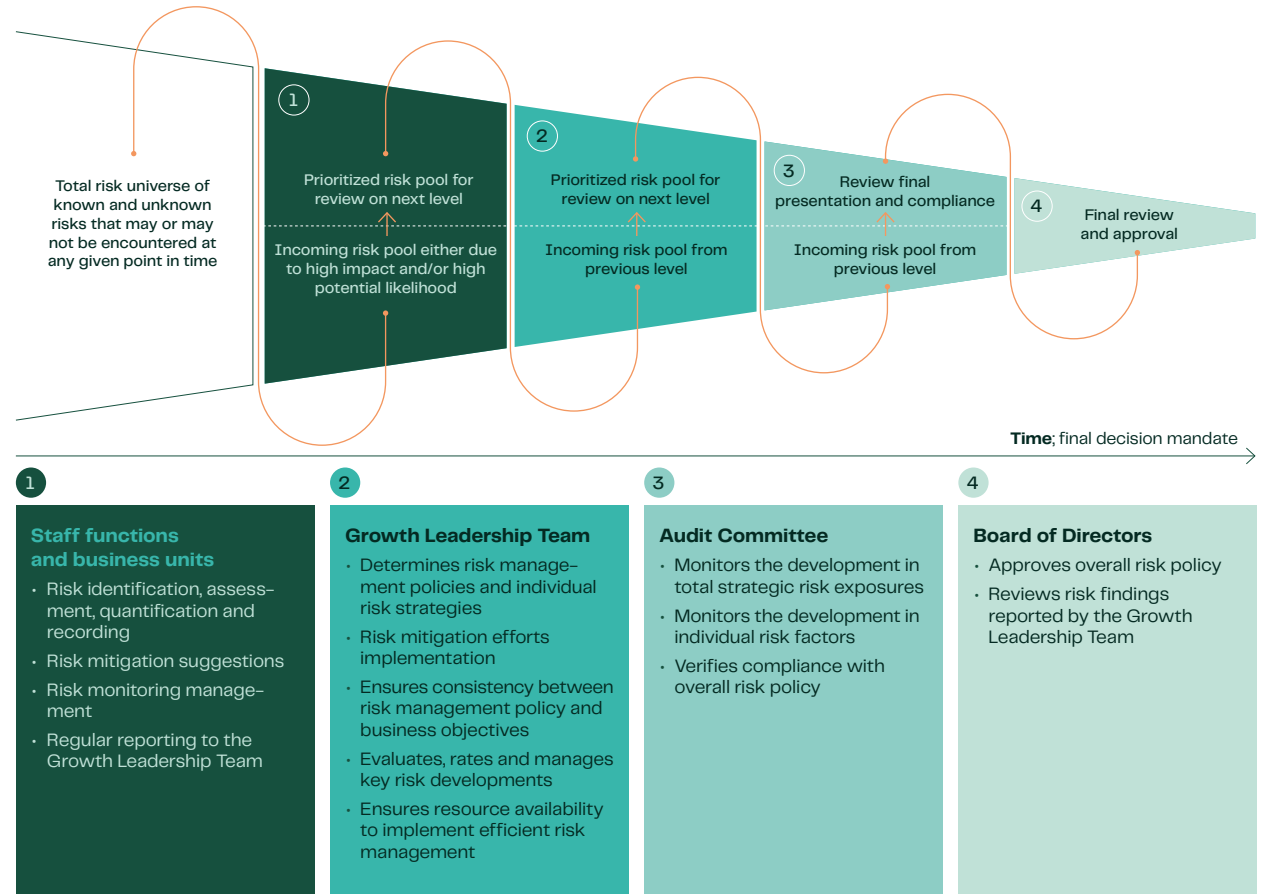 Total risk universe of
known and unknown
risks that may or may
not be encountered at
any given point in time
1
Prioritized risk pool for
review on next level
Incoming risk pool either due
to high impact and/or high
potential likelihood
2
Prioritized risk pool for
review on next level
Incoming risk pool from
previous level
3
Review final
presentation and compliance
Incoming risk pool from
previous level
4
Final review
and approval
Time; final decision mandate
1
Staff functions
and business units
• Risk identification, assess-
ment, quantification and
recording
• Risk mitigation suggestions
• Risk monitoring manage-
ment
• Regular reporting to the
Growth Leadership Team
2
Growth Leadership Team
• Determines risk manage-
ment policies and individual
risk strategies
• Risk mitigation efforts
implementation
• Ensures consistency between
risk management policy and
business objectives
• Evaluates, rates and manages
key risk developments
• Ensures resource availability
to implement efficient risk
management
3
Audit Committee
• Monitors the development in
total strategic risk exposures
• Monitors the development in
individual risk factors
• Verifies compliance with
overall risk policy
4
Board of Directors
• Approves overall risk policy
• Reviews risk findings
reported by the Growth
Leadership Team